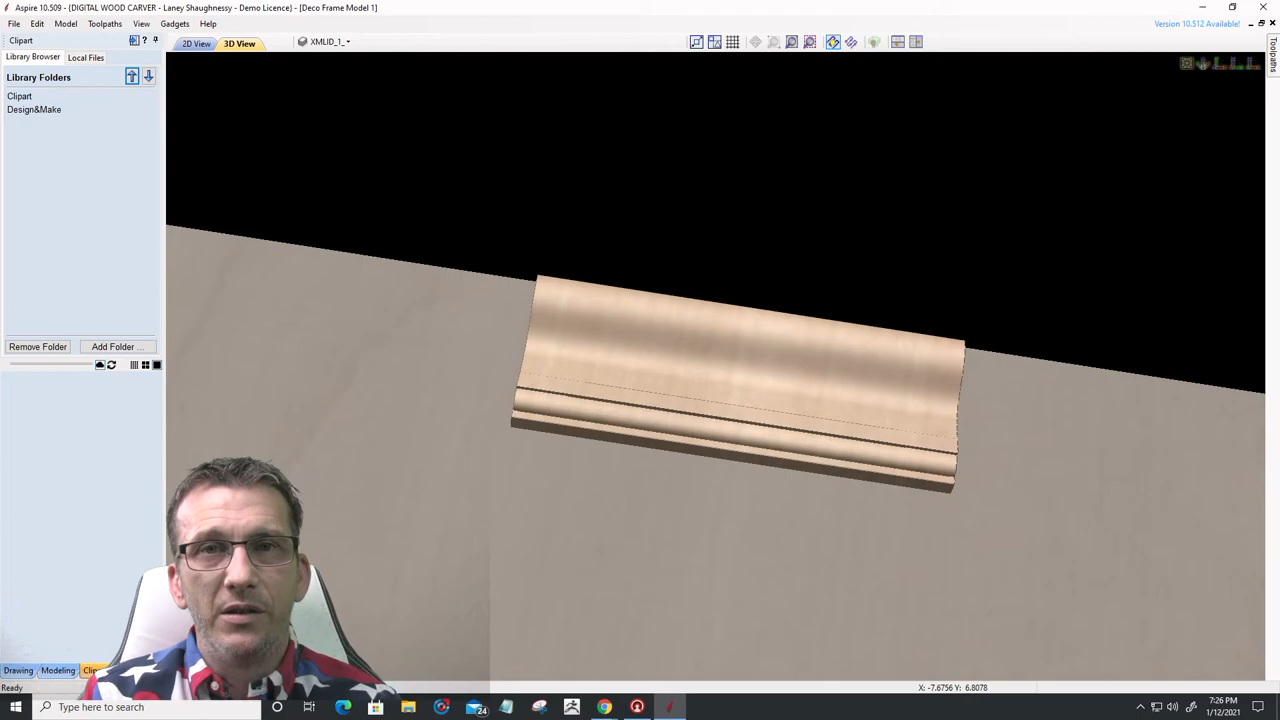 Aspire 10.509 - (DIGITAL WOOD CARVER - Laney Shaughnessy - Demo Licence) - [Deco Frame Model 1]
File Edit Model Toolpaths View Gadgets Help
Version 10.512 Available!
Clipart
2D View 3D View XMLID_1_
Library Browser Local Files
Library Folders
Clipart
Design&Make
Remove Folder Add Folder ...
Toolpaths
Drawing Modeling
Ready
X: -7.6756 Y: 6.8078
Type here to search
24
7:26 PM
1/12/2021